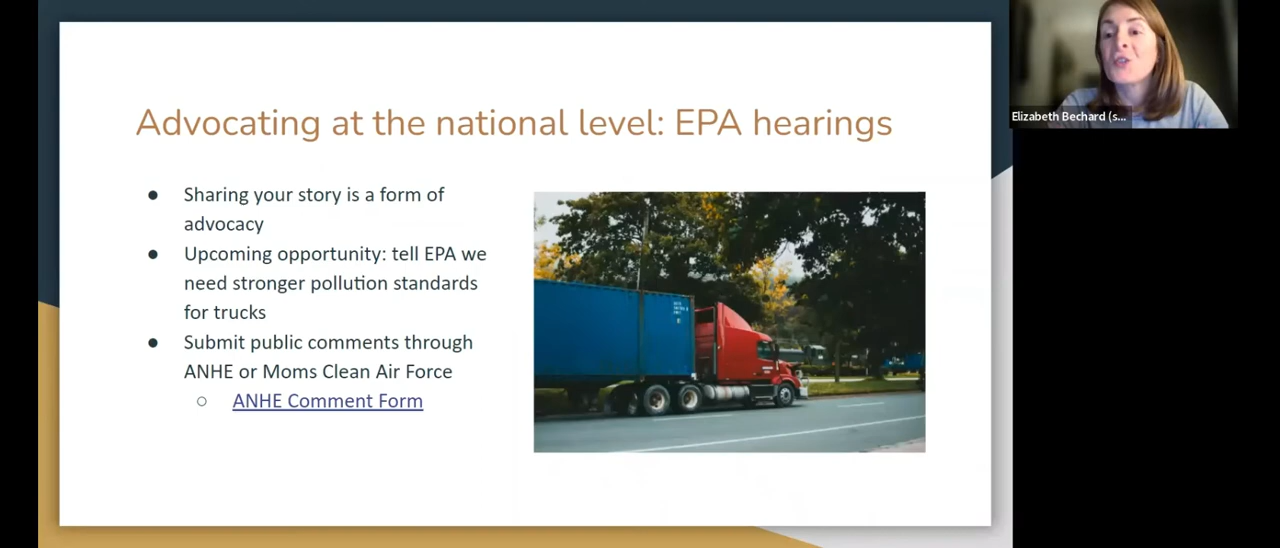 Advocating at the national level: EPA hearings
● Sharing your story is a form of
advocacy
● Upcoming opportunity: tell EPA we
need stronger pollution standards
for trucks
● Submit public comments through
ANHE or Moms Clean Air Force
○ ANHE Comment Form
Elizabeth Bechard (s...